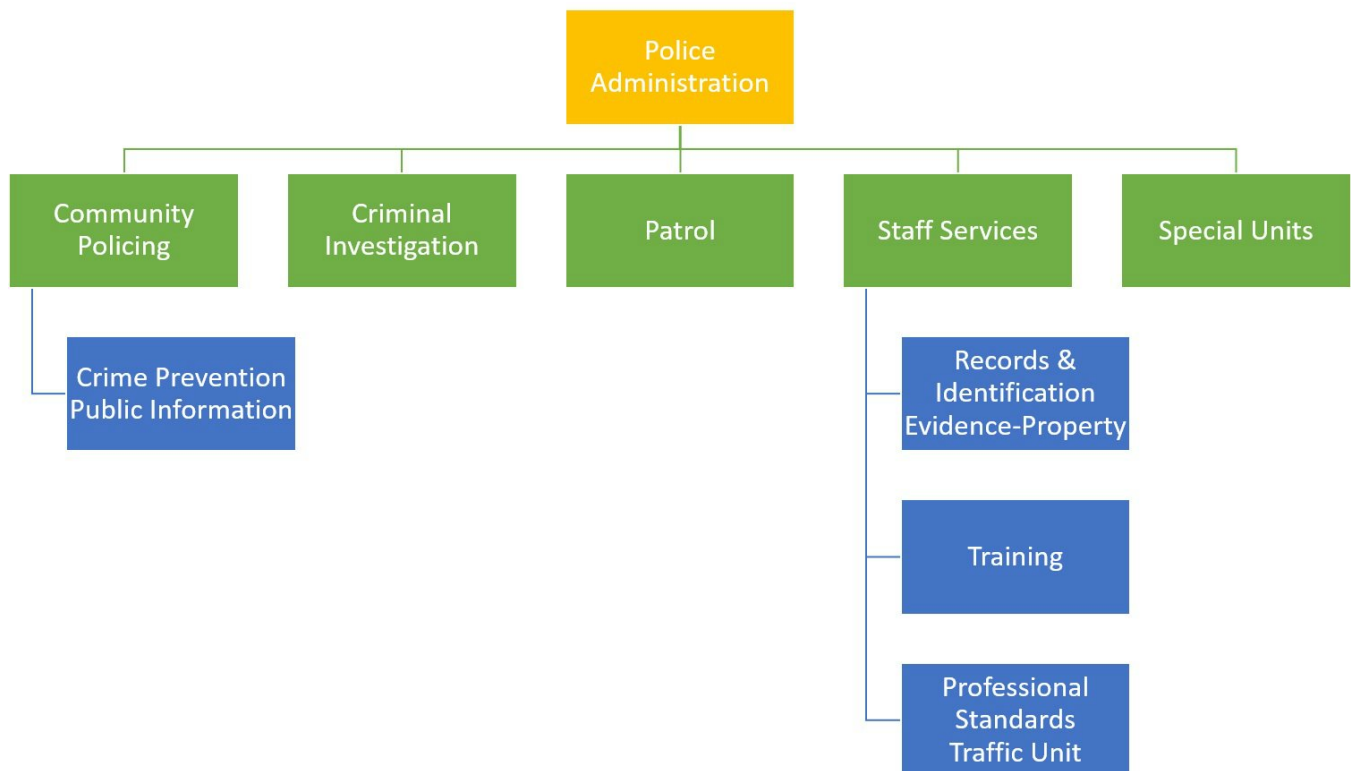 Police
Administration
Community
Policing
Criminal
Investigation
Patrol
Staff Services
Special Units
Crime Prevention
Public Information
Records &
Identification
Evidence-Property
Training
Professional
Standards
Traffic Unit